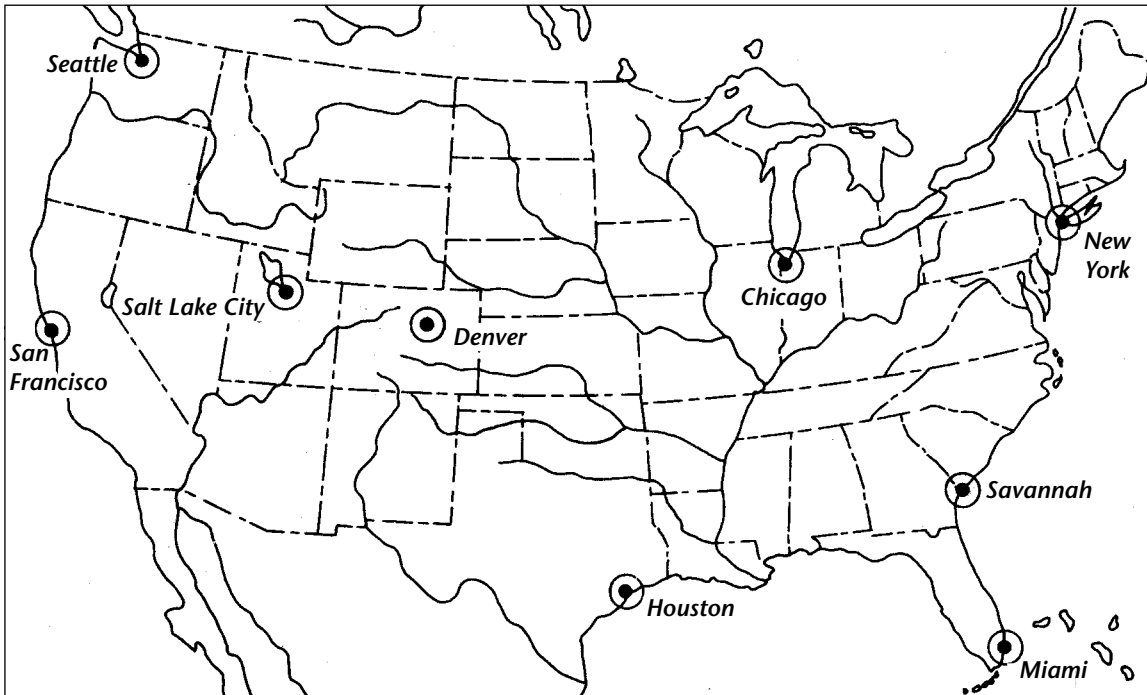 Seattle
New
York
Chicago
Salt Lake City
Denver
San
Francisco
Savannah
Houston
Miami